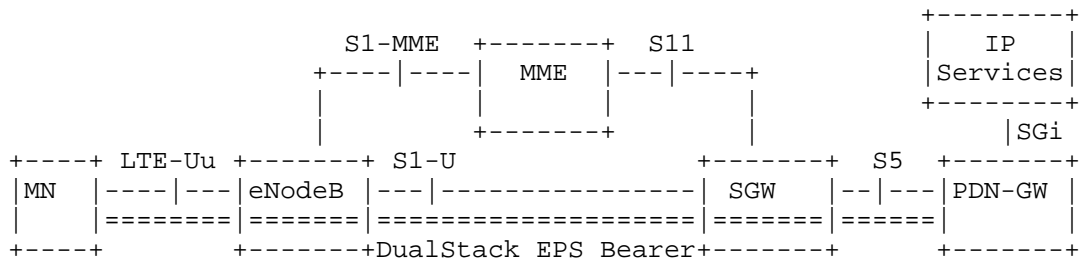 S1-MME S11 IP
MME Services
SGi
LTE-Uu S1-U S5
MN eNodeB SGW PDN-GW
DualStack EPS Bearer